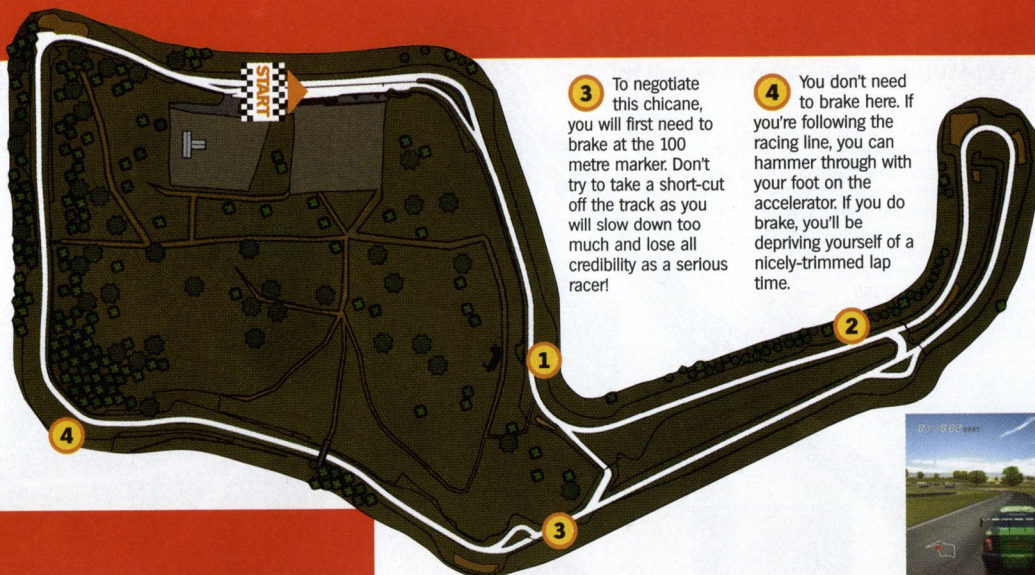 START
3 To negotiate
this chicane,
you will first need to
brake at the 100
metre marker. Don't
try to take a short-cut
off the track as you
will slow down too
much and lose all
credibility as a serious
racer!
4 You don't need
to brake here. If
you're following the
racing line, you can
hammer through with
your foot on the
accelerator. If you do
brake, you'll be
depriving yourself of a
nicely-trimmed lap
time.
2
1
4
3